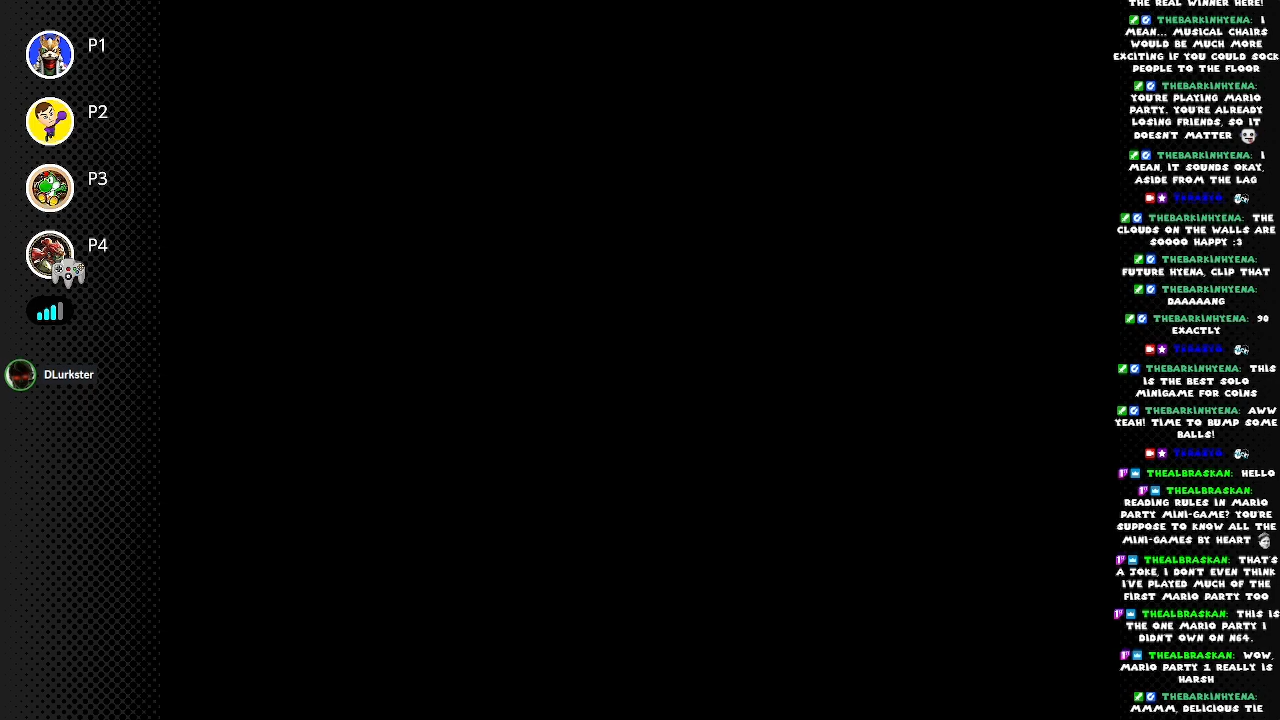 P1
P2
P3
P4
DLurkster
THE REAL WINNER HERE!
THEBARKINHYENA: I
MEAN... MUSICAL CHAIRS
WOULD BE MUCH MORE
EXCITING IF YOU COULD SOCK
PEOPLE TO THE FLOOR
THEBARKINHYENA:
YOU'RE PLAYING MARIO
PARTY. YOU'RE ALREADY
LOSING FRIENDS, SO IT
DOESN'T MATTER
THEBARKINHYENA: I
MEAN, IT SOUNDS OKAY,
ASIDE FROM THE LAG
THEBARKINHYENA: THE
CLOUDS ON THE WALLS ARE
SOOOO HAPPY :3
THEBARKINHYENA:
FUTURE HYENA, CLIP THAT
THEBARKINHYENA:
DAAAAANG
THEBARKINHYENA: 90
EXACTLY
THEBARKINHYENA: THIS
IS THE BEST SOLO
MINIGAME FOR COINS
THEBARKINHYENA: AWW
YEAH! TIME TO BUMP SOME
BALLS!
THEALBRASKAN: HELLO
THEALBRASKAN:
READING RULES IN MARIO
PARTY MINI-GAME? YOU'RE
SUPPOSE TO KNOW ALL THE
MINI-GAMES BY HEART
THEALBRASKAN: THAT'S
A JOKE, I DON'T EVEN THINK
I'VE PLAYED MUCH OF THE
FIRST MARIO PARTY TOO
THEALBRASKAN: THIS IS
THE ONE MARIO PARTY I
DIDN'T OWN ON N64.
THEALBRASKAN: WOW,
MARIO PARTY 1 REALLY IS
HARSH
THEBARKINHYENA:
MMMM, DELICIOUS TIE